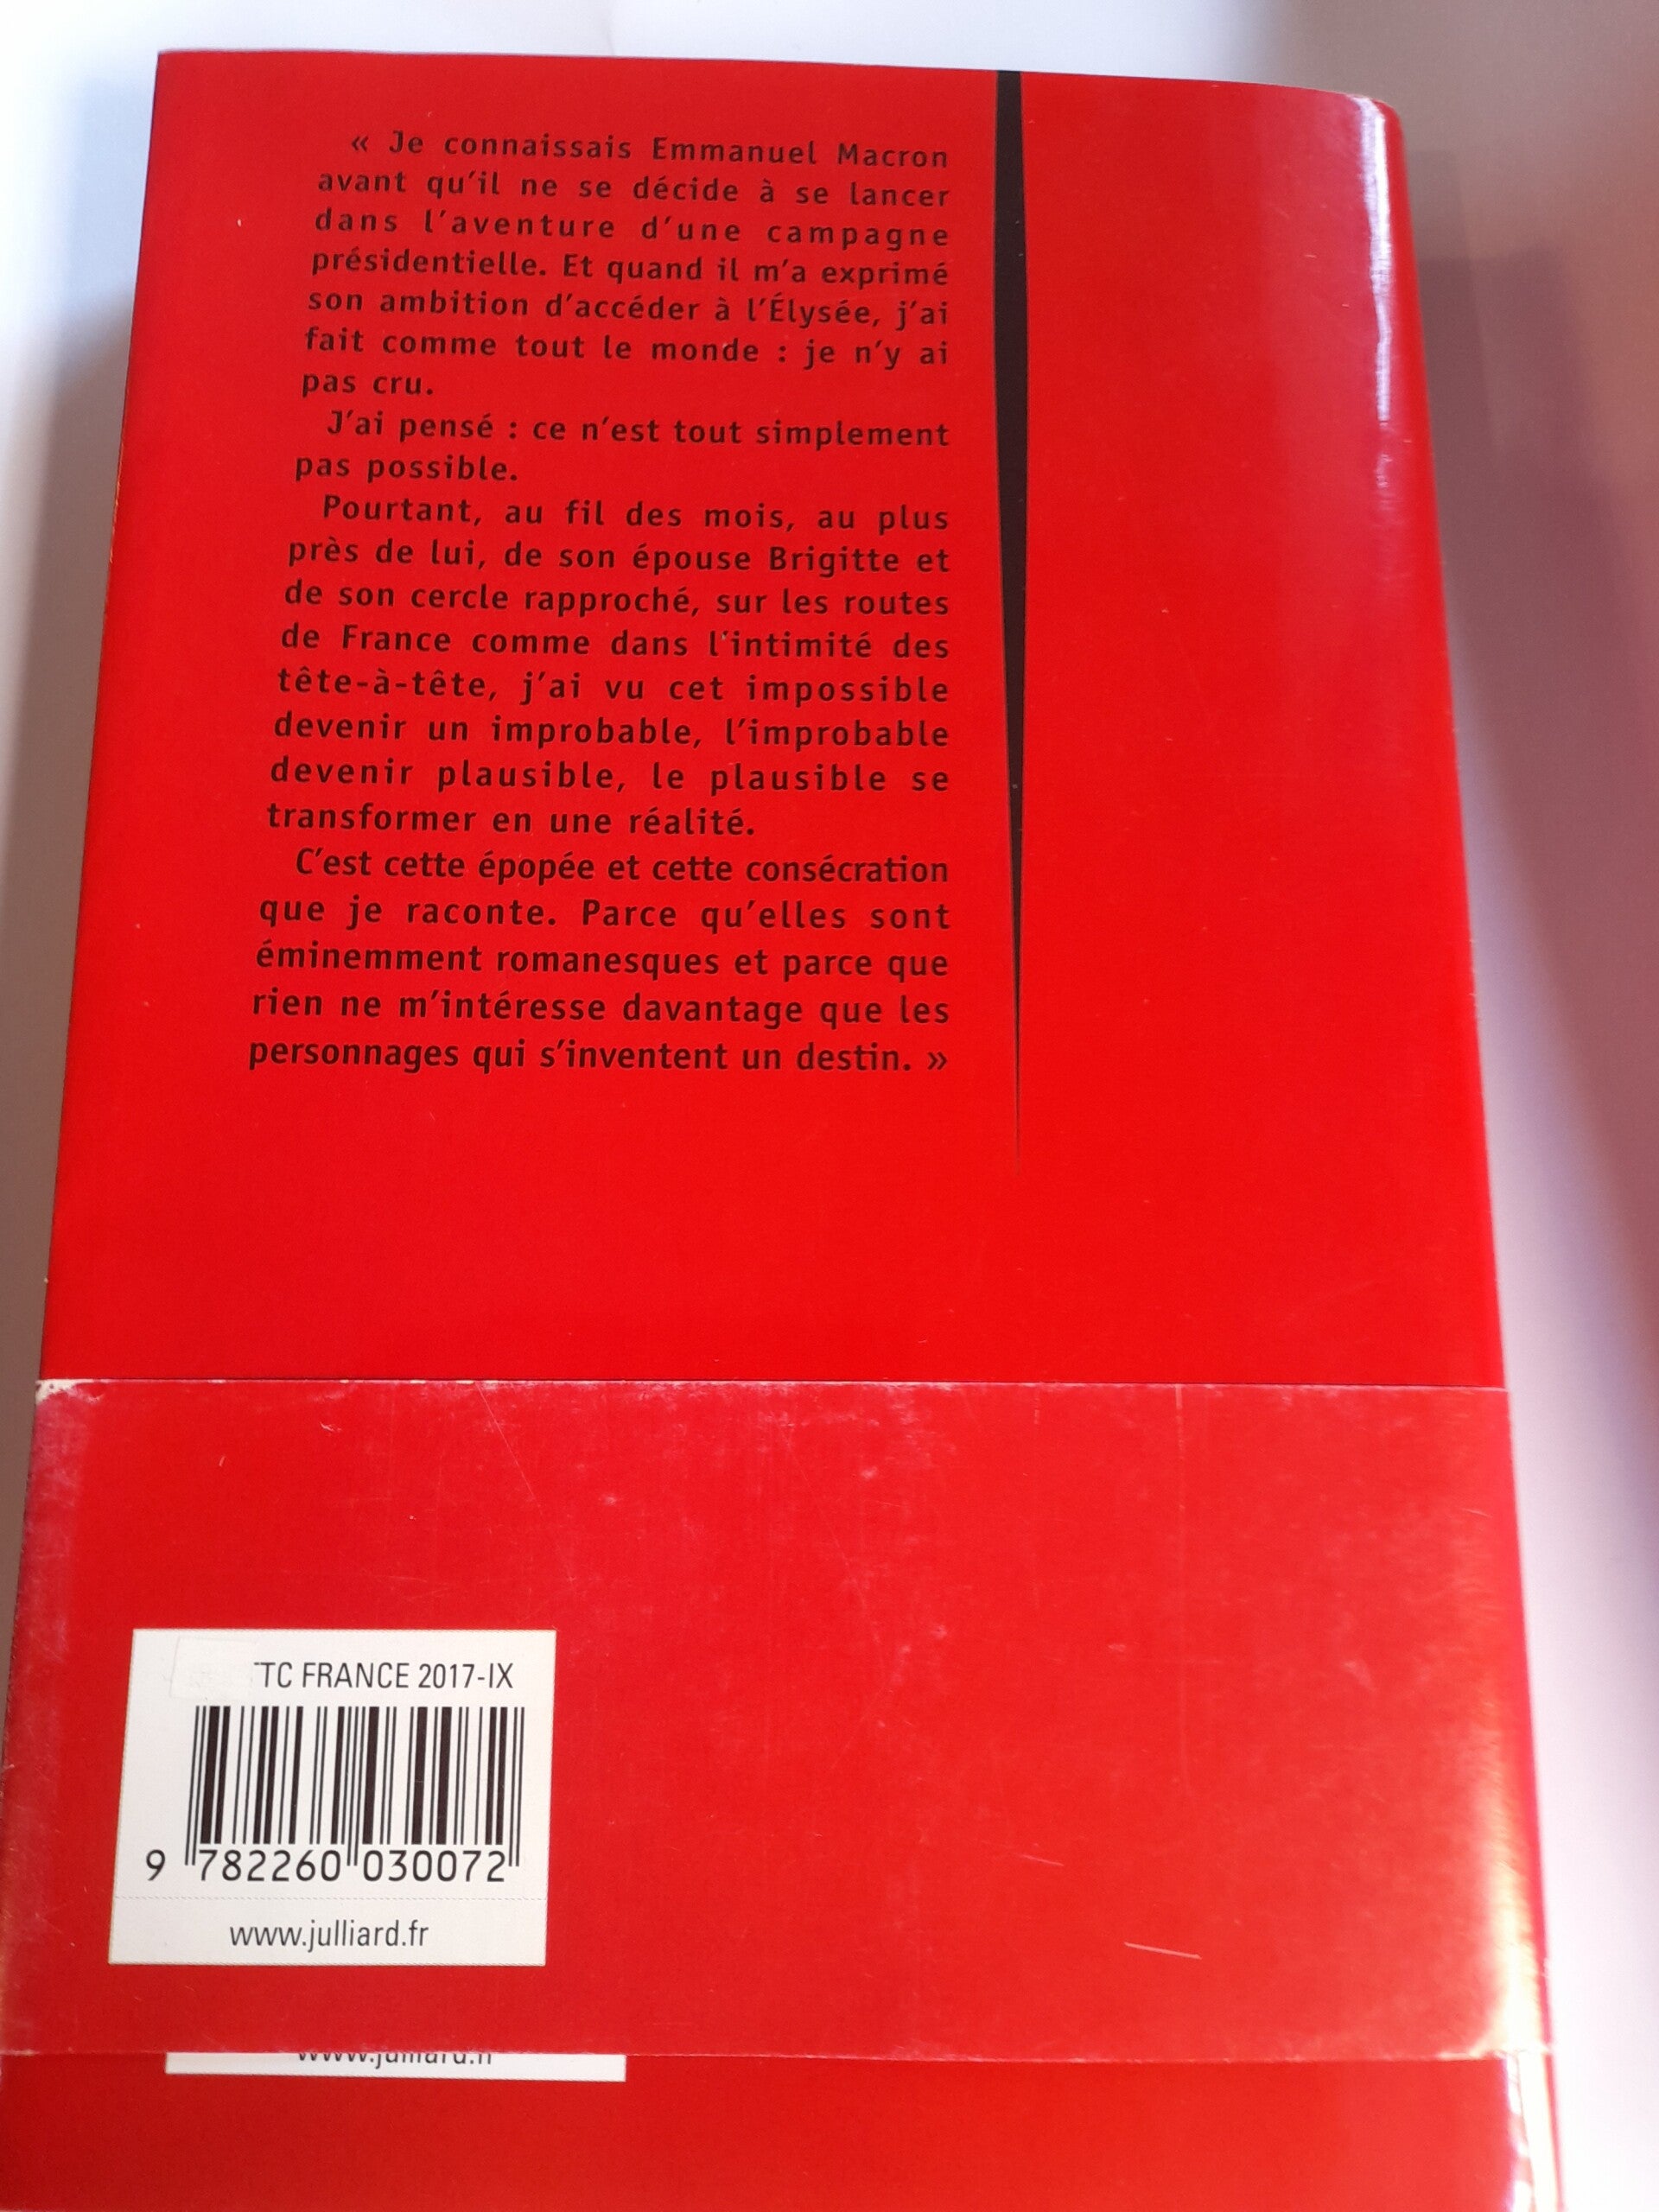 « Je connaissais Emmanuel Macron
avant qu'il ne se décide à se lancer
dans l'aventure d'une campagne
présidentielle. Et quand il m'a exprimé
son ambition d'accéder à l'Élysée, j'ai
fait comme tout le monde : je n'y ai
pas cru.
J'ai pensé : ce n'est tout simplement
pas possible.
Pourtant, au fil des mois, au plus
près de lui, de son épouse Brigitte et
de son cercle rapproché, sur les routes
de France comme dans l'intimité des
tête-à-tête, j'ai vu cet impossible
devenir un improbable, l'improbable
devenir plausible, le plausible se
transformer en une réalité.
C'est cette épopée et cette consécration
que je raconte. Parce qu'elles sont
éminemment romanesques et parce que
rien ne m'intéresse davantage que les
personnages qui s'inventent un destin. »
TC FRANCE 2017-IX
9 782260 030072
www.julliard.fr
www.julliard.fr